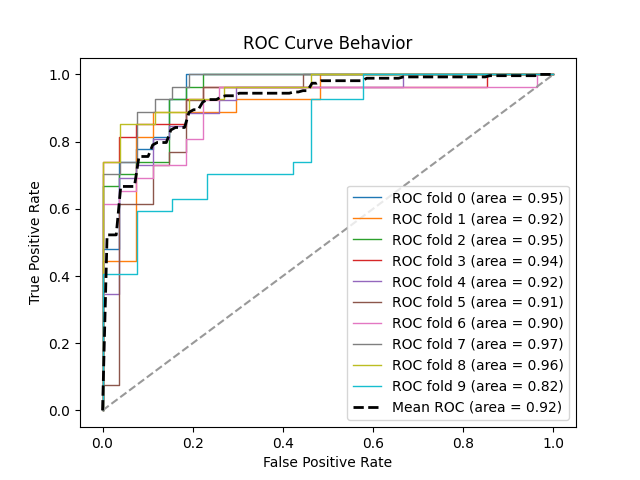 ROC Curve Behavior
True Positive Rate
1.0
0.8
0.6
0.4
0.2
0.0
ROC fold 0 (area = 0.95)
ROC fold 1 (area = 0.92)
ROC fold 2 (area = 0.95)
ROC fold 3 (area = 0.94)
ROC fold 4 (area = 0.92)
ROC fold 5 (area = 0.91)
ROC fold 6 (area = 0.90)
ROC fold 7 (area = 0.97)
ROC fold 8 (area = 0.96)
ROC fold 9 (area = 0.82)
Mean ROC (area = 0.92)
0.0 0.2 0.4 0.6 0.8 1.0
False Positive Rate